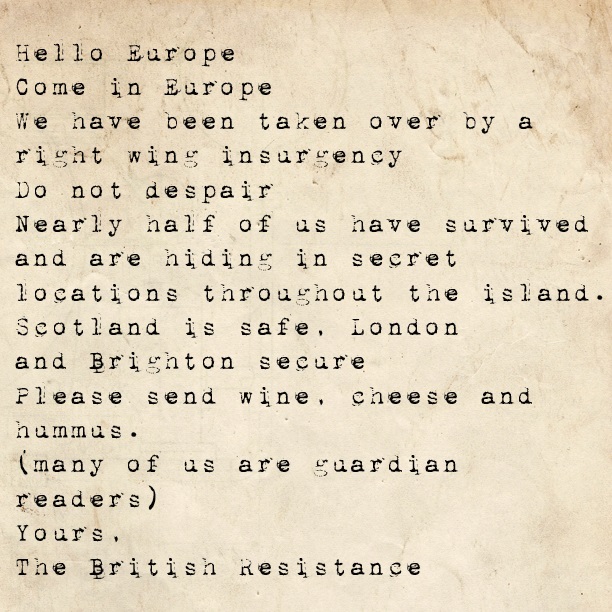 Hello Europe
Come in Europe
We have been taken over by a
right wing insurgency
Do not despair
Nearly half of us have survived
and are hiding in secret
locations throughout the island.
Scotland is safe, London
and Brighton secure
Please send wine, cheese and
hummus.
(many of us are guardian
readers)
Yours,
The British Resistance